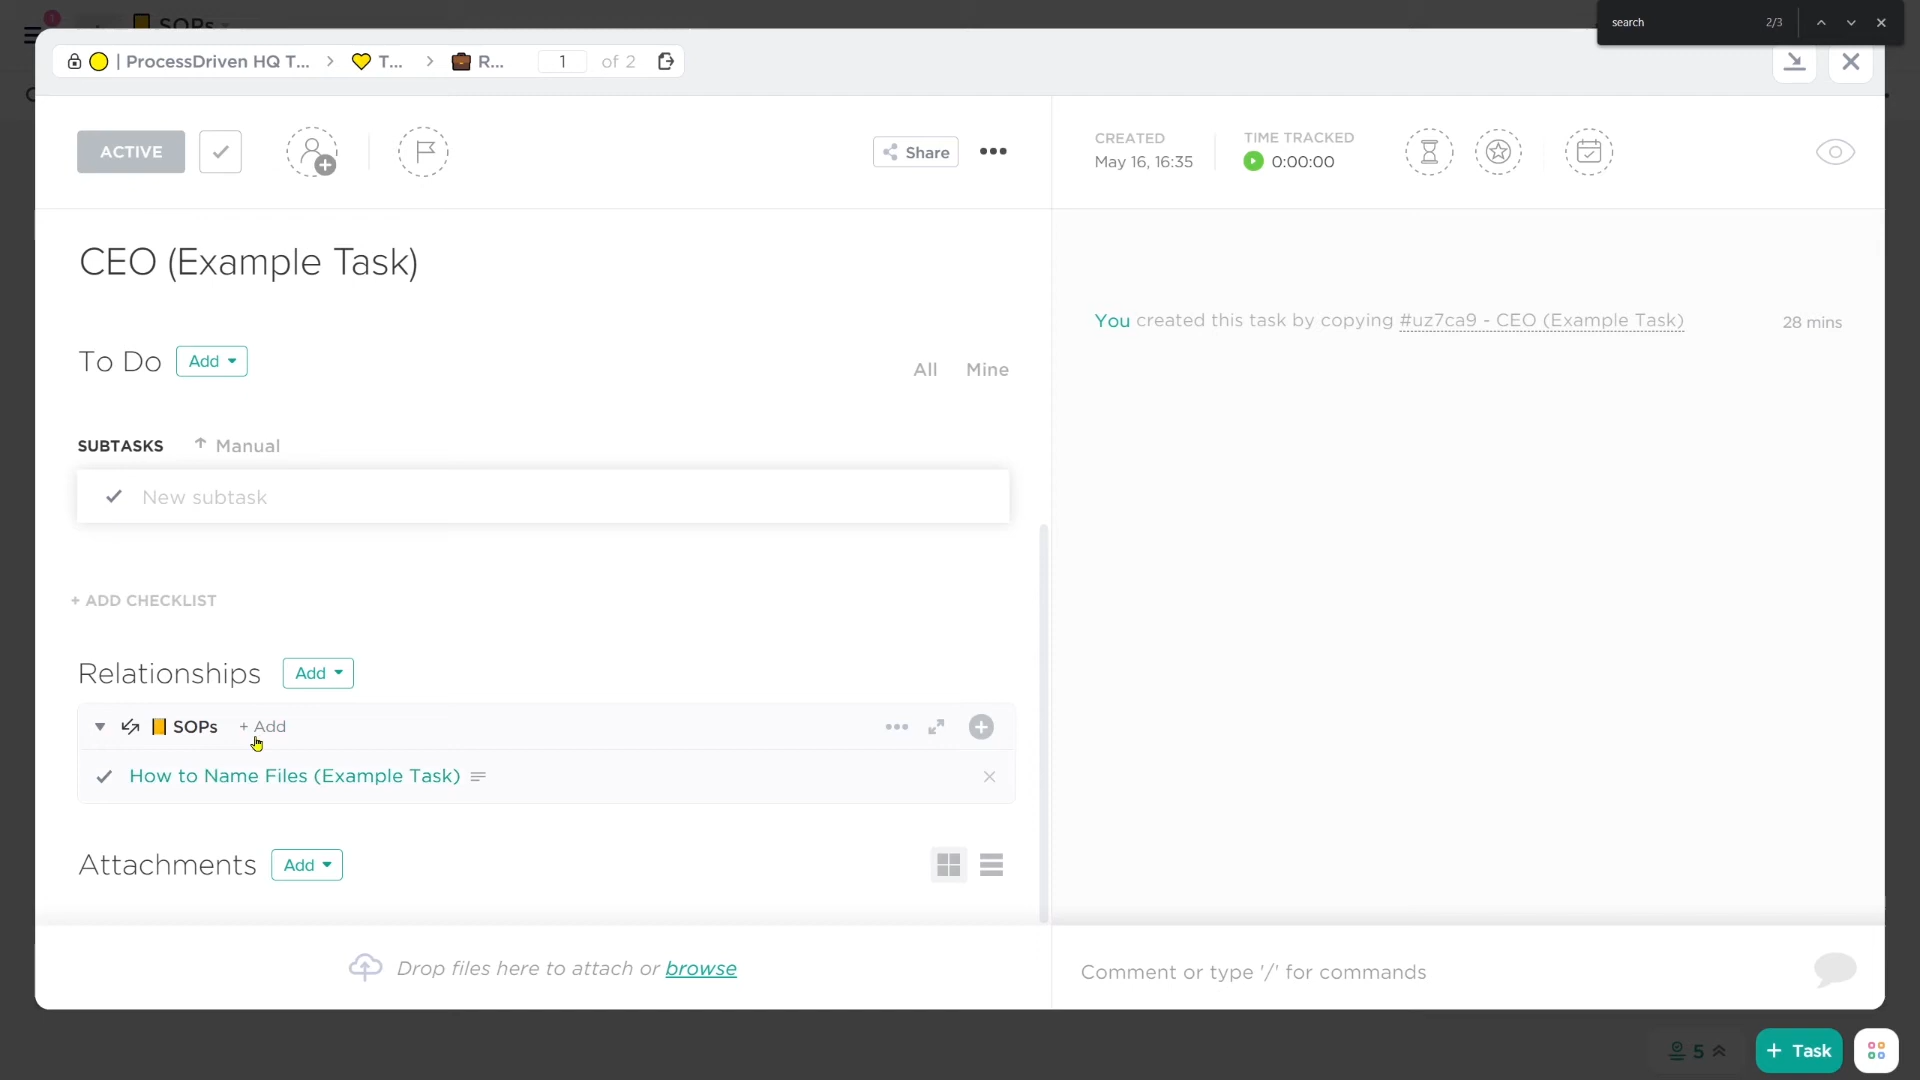 SOPs
search 2/3
| ProcessDriven HQ T... > T... > R... 1 of 2
ACTIVE
Share
CREATED
May 16, 16:35
TIME TRACKED
0:00:00
CEO (Example Task)
You created this task by copying #uz7ca9 - CEO (Example Task) 28 mins
To Do Add
All Mine
SUBTASKS Manual
New subtask
+ ADD CHECKLIST
Relationships Add
SOPs + Add
How to Name Files (Example Task)
Attachments Add
Drop files here to attach or browse
Comment or type '/' for commands
5
+ Task